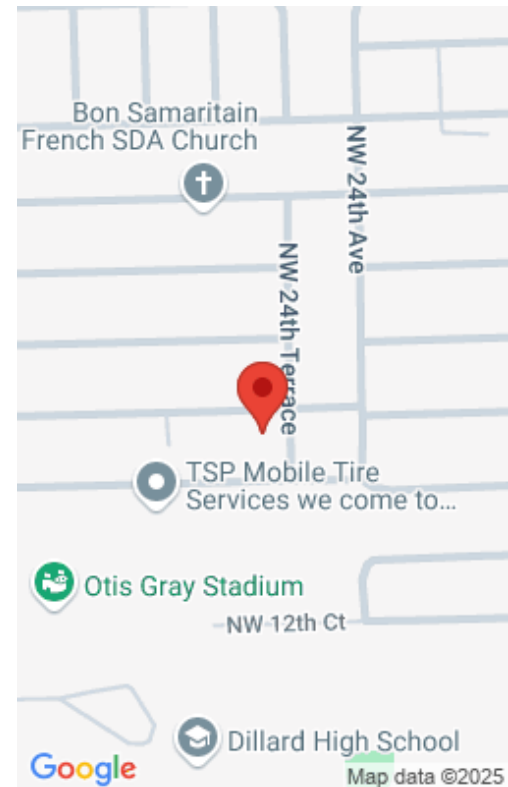 Bon Samaritain
French SDA Church
NW 24th Ave
NW 24th Terrace
TSP Mobile Tire
Services we come to...
Otis Gray Stadium
NW 12th Ct
Dillard High School
Google
Map data ©2025